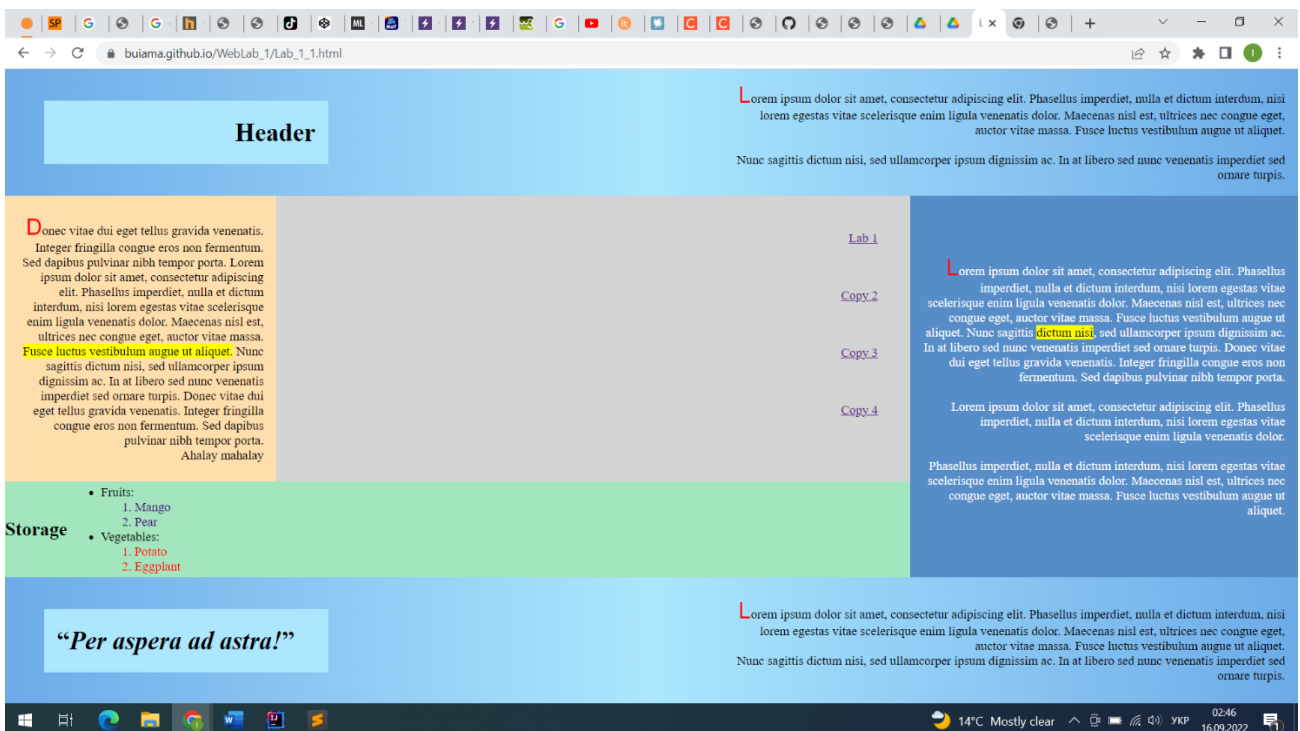 SP
ML
buiama.github.io/WebLab_1/Lab_1_1.html
Header
Lorem ipsum dolor sit amet, consectetur adipiscing elit. Phasellus imperdiet, nulla et dictum interdum, nisi
lorem egestas vitae scelerisque enim ligula venenatis dolor. Maecenas nisl est, ultrices nec congue eget,
auctor vitae massa. Fusce luctus vestibulum augue ut aliquet.
Nunc sagittis dictum nisi, sed ullamcorper ipsum dignissim ac. In at libero sed nunc venenatis imperdiet sed
ornare turpis.
Donec vitae dui eget tellus gravida venenatis.
Integer fringilla congue eros non fermentum.
Sed dapibus pulvinar nibh tempor porta. Lorem
ipsum dolor sit amet, consectetur adipiscing
elit. Phasellus imperdiet, nulla et dictum
interdum, nisi lorem egestas vitae scelerisque
enim ligula venenatis dolor. Maecenas nisl est,
ultrices nec congue eget, auctor vitae massa.
Fusce luctus vestibulum augue ut aliquet. Nunc
sagittis dictum nisi, sed ullamcorper ipsum
dignissim ac. In at libero sed nunc venenatis
imperdiet sed ornare turpis. Donec vitae dui
eget tellus gravida venenatis. Integer fringilla
congue eros non fermentum. Sed dapibus
pulvinar nibh tempor porta.
Ahalay mahalay
Lab 1
Copy 2
Copy 3
Copy 4
Lorem ipsum dolor sit amet, consectetur adipiscing elit. Phasellus
imperdiet, nulla et dictum interdum, nisi lorem egestas vitae
scelerisque enim ligula venenatis dolor. Maecenas nisl est, ultrices nec
congue eget, auctor vitae massa. Fusce luctus vestibulum augue ut
aliquet. Nunc sagittis dictum nisi, sed ullamcorper ipsum dignissim ac.
In at libero sed nunc venenatis imperdiet sed ornare turpis. Donec vitae
dui eget tellus gravida venenatis. Integer fringilla congue eros non
fermentum. Sed dapibus pulvinar nibh tempor porta.
Lorem ipsum dolor sit amet, consectetur adipiscing elit. Phasellus
imperdiet, nulla et dictum interdum, nisi lorem egestas vitae
scelerisque enim ligula venenatis dolor.
Phasellus imperdiet, nulla et dictum interdum, nisi lorem egestas vitae
scelerisque enim ligula venenatis dolor. Maecenas nisl est, ultrices nec
congue eget, auctor vitae massa. Fusce luctus vestibulum augue ut
aliquet.
Storage
• Fruits:
1. Mango
2. Pear
• Vegetables:
1. Potato
2. Eggplant
“Per aspera ad astra!”
Lorem ipsum dolor sit amet, consectetur adipiscing elit. Phasellus imperdiet, nulla et dictum interdum, nisi
lorem egestas vitae scelerisque enim ligula venenatis dolor. Maecenas nisl est, ultrices nec congue eget,
auctor vitae massa. Fusce luctus vestibulum augue ut aliquet.
Nunc sagittis dictum nisi, sed ullamcorper ipsum dignissim ac. In at libero sed nunc venenatis imperdiet sed
ornare turpis.
14°C Mostly clear
УКР
02:46
16.09.2022